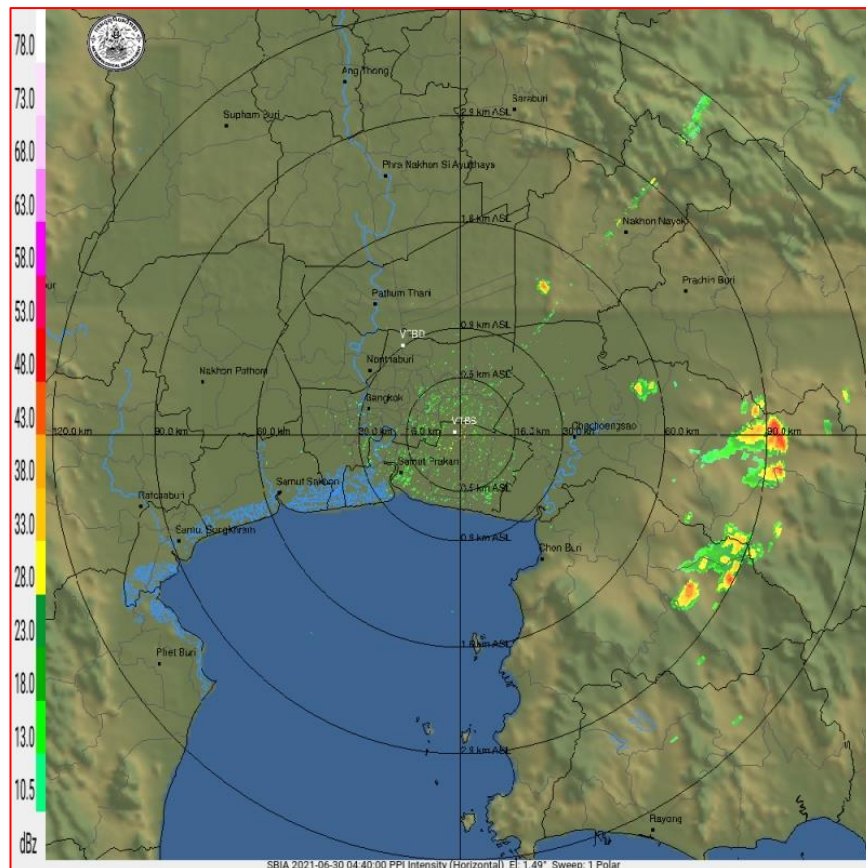 78.0
73.0
68.0
63.0
58.0
53.0
48.0
43.0
38.0
33.0
28.0
23.0
18.0
13.0
10.5
dBz
Ang Thong
Saraburi
2.8 km ASL
Supham Buri
Phra Nakhon Si Ayutthaya
1.6 km ASL
Nakhon Nayok
Prachin Buri
Pathum Thani
0.8 km ASL
VTBD
Nonthaburi
Nakhon Pathom
0.5 km ASL
Bangkok
VTBS
Chachoengsao
120.0 km
90.0 km
60.0 km
30.0 km
16.0 km
16.0 km
30.0 km
60.0 km
90.0 km
Samut Prakan
0.5 km ASL
Samut Sakhon
Ratchaburi
Samut Songkhram
0.8 km ASL
Chon Buri
1.6 km ASL
Phet Buri
2.8 km ASL
Rayong
SBIA 2021-06-30 04:40:00 PPI Intensity (Horizontal) El: 1.49° Sweep: 1 Polar